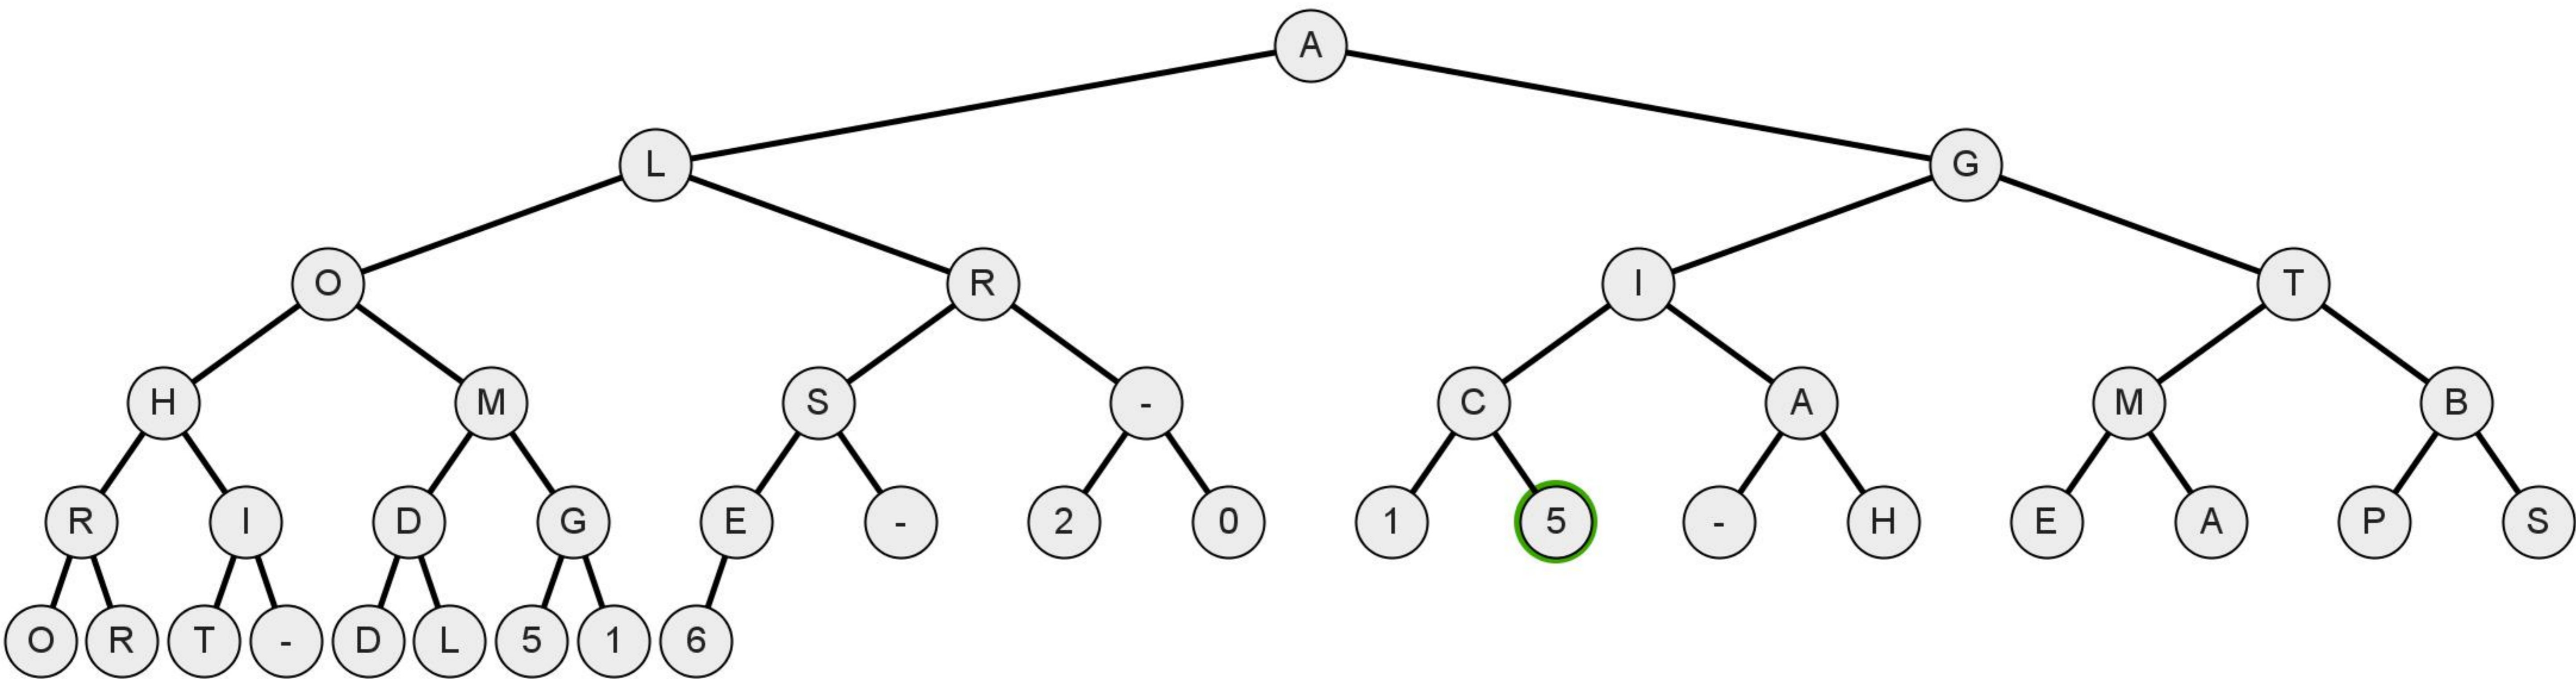 A
L G
O R I T
H M S - C A M B
R I D G E - 2 0 1 5 - H E A P S
O R T - D L 5 1 6